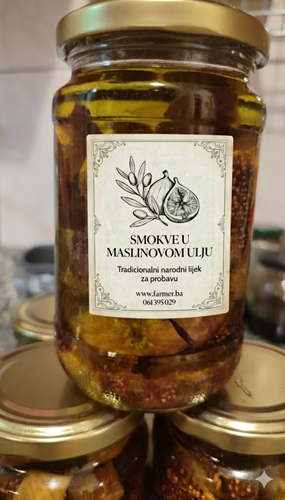 SMOKVE U
MASLINOVOM ULJU
Tradicionalni narodni lijek
za probavu
www.farmer.ba
061 395 029